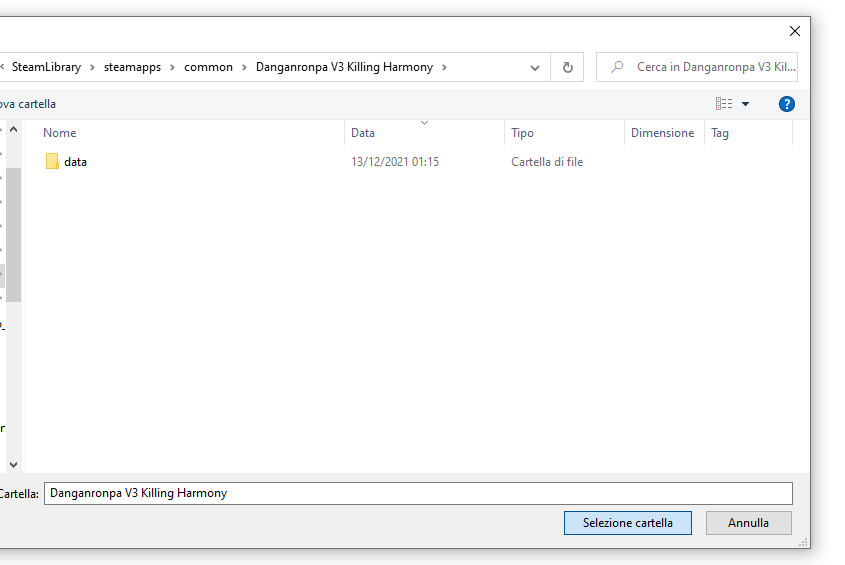 SteamLibrary > steamapps > common > Danganronpa V3 Killing Harmony >
Cerca in Danganronpa V3 Kil...
ova cartella
?
Nome Data Tipo Dimensione Tag
data 13/12/2021 01:15 Cartella di file
Cartella: Danganronpa V3 Killing Harmony
Selezione cartella Annulla